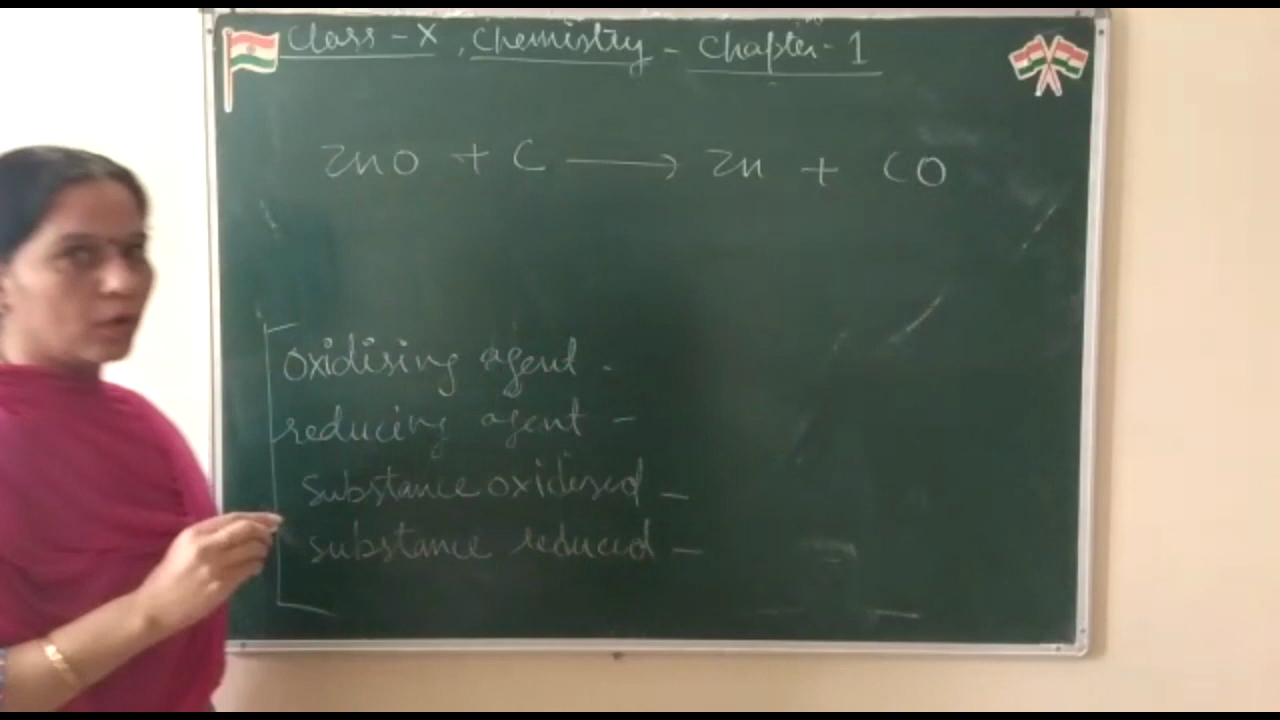 Class - X , Chemistry - Chapter - 1
ZnO + C ⟶ Zn + CO
oxidising agent -
reducing agent -
substance oxidised -
substance reduced -